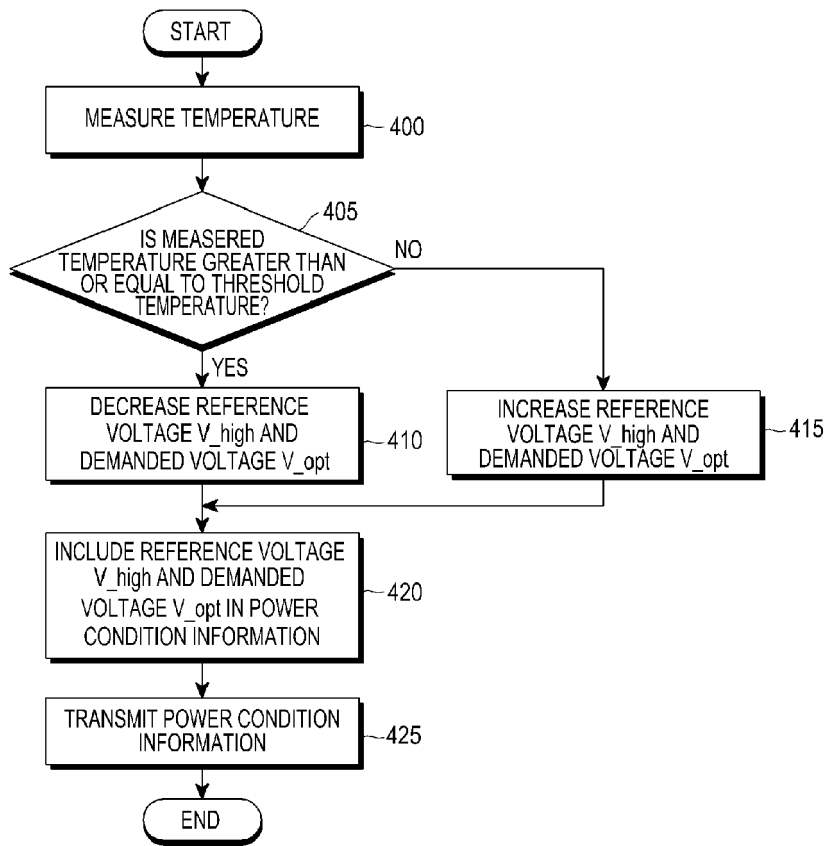 START
MEASURE TEMPERATURE
400
405
IS MEASERED
TEMPERATURE GREATER THAN
OR EQUAL TO THRESHOLD
TEMPERATURE?
NO
YES
DECREASE REFERENCE
VOLTAGE V_high AND
DEMANDED VOLTAGE V_opt
410
INCREASE REFERENCE
VOLTAGE V_high AND
DEMANDED VOLTAGE V_opt
415
INCLUDE REFERENCE VOLTAGE
V_high AND DEMANDED
VOLTAGE V_opt IN POWER
CONDITION INFORMATION
420
TRANSMIT POWER CONDITION
INFORMATION
425
END